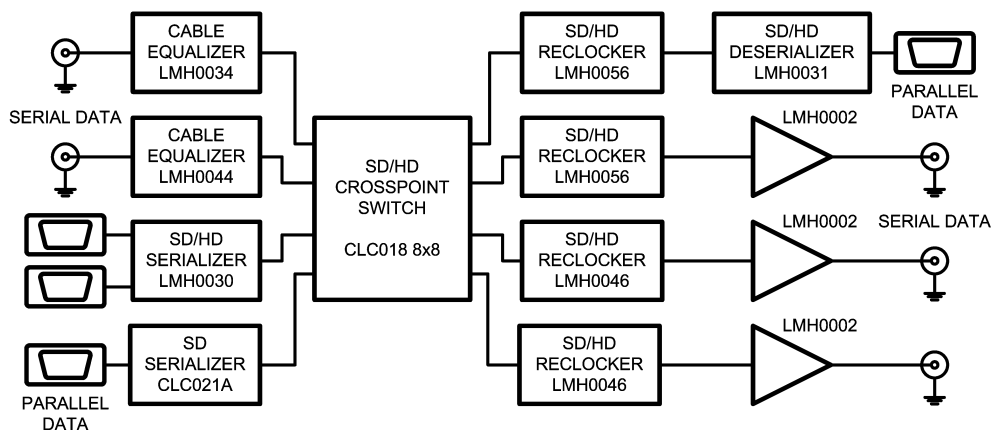 CABLE
EQUALIZER
LMH0034
SD/HD
RECLOCKER
LMH0056
SD/HD
DESERIALIZER
LMH0031
PARALLEL
DATA
SERIAL DATA
CABLE
EQUALIZER
LMH0044
SD/HD
CROSSPOINT
SWITCH
CLC018 8x8
SD/HD
RECLOCKER
LMH0056
LMH0002
SD/HD
SERIALIZER
LMH0030
SD/HD
RECLOCKER
LMH0046
LMH0002
SERIAL DATA
SD
SERIALIZER
CLC021A
PARALLEL
DATA
SD/HD
RECLOCKER
LMH0046
LMH0002